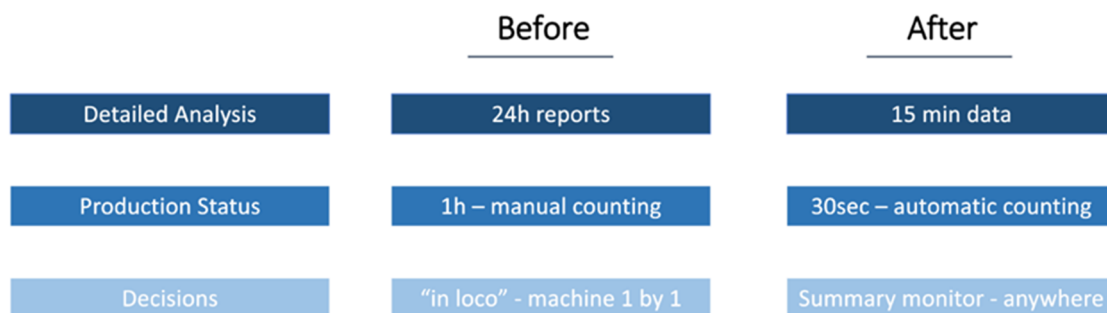 Before After
Detailed Analysis 24h reports 15 min data
Production Status 1h – manual counting 30sec – automatic counting
Decisions “in loco” - machine 1 by 1 Summary monitor - anywhere